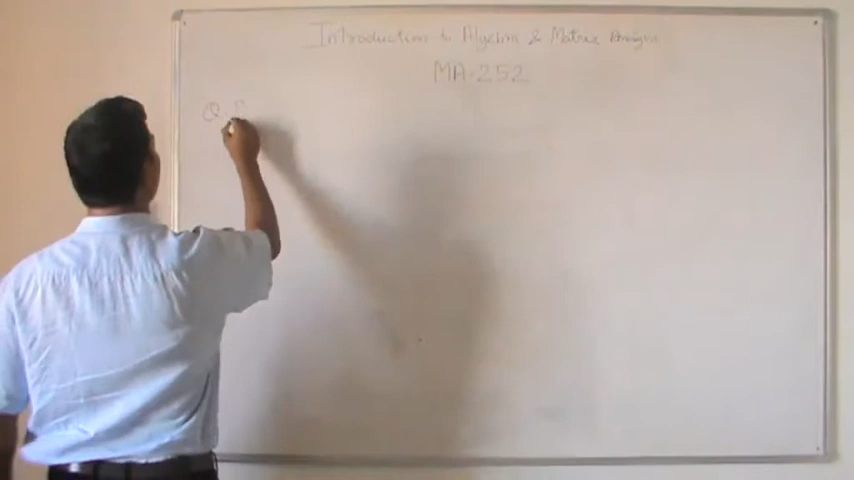 Introduction to Algebra & Matrix Analysis
MA-252
Q.